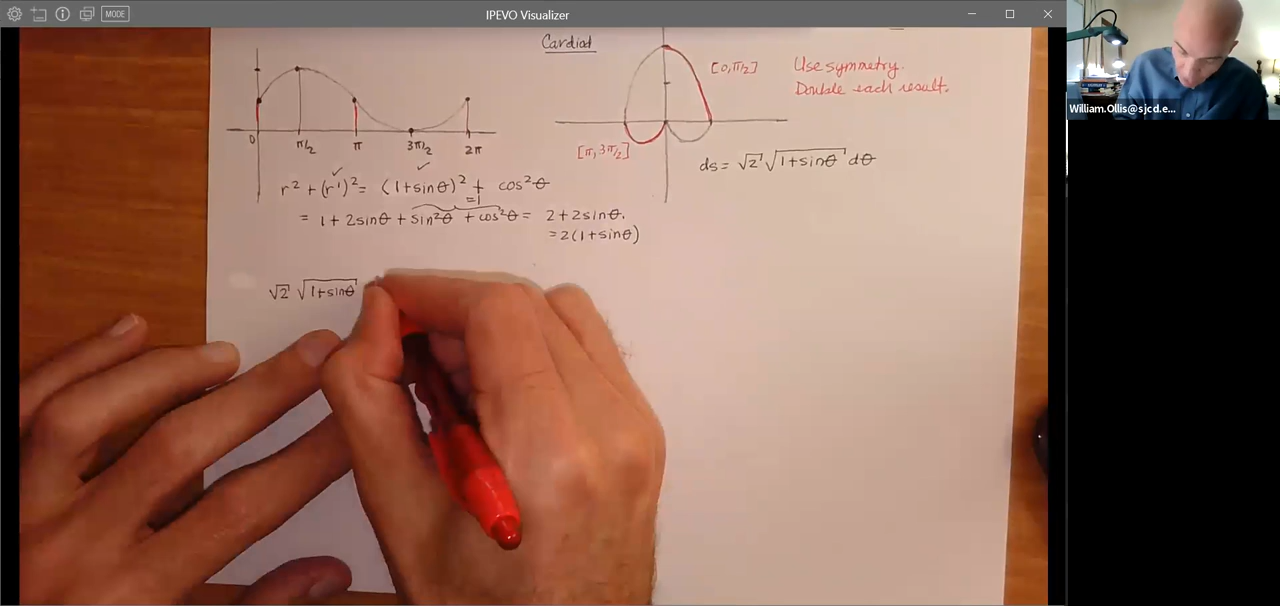 MODE
IPEVO Visualizer
Cardioid
[0, π/2]
Use symmetry.
Double each result.
0 π/2 π 3π/2 2π
[π, 3π/2]
ds = √2 √(1+sinθ) dθ
r² + (r')² = (1+sinθ)² + cos²θ
=1
= 1 + 2sinθ + sin²θ + cos²θ = 2 + 2sinθ.
= 2(1+sinθ)
√2 √(1+sinθ)
William.Ollis@sjcd.e...